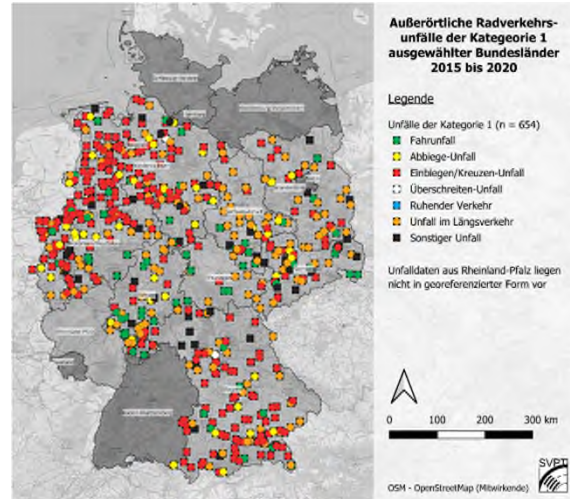 Außerörtliche Radverkehrs-
unfälle der Kategeorie 1
ausgewählter Bundesländer
2015 bis 2020
Legende
Unfälle der Kategorie 1 (n = 654)
Fahrunfall
Abbiege-Unfall
Einbiegen/Kreuzen-Unfall
Überschreiten-Unfall
Ruhender Verkehr
Unfall im Längsverkehr
Sonstiger Unfall
Unfalldaten aus Rheinland-Pfalz liegen
nicht in georeferenzierter Form vor
0 100 200 300 km
OSM - OpenStreetMap (Mitwirkende)
SVPT